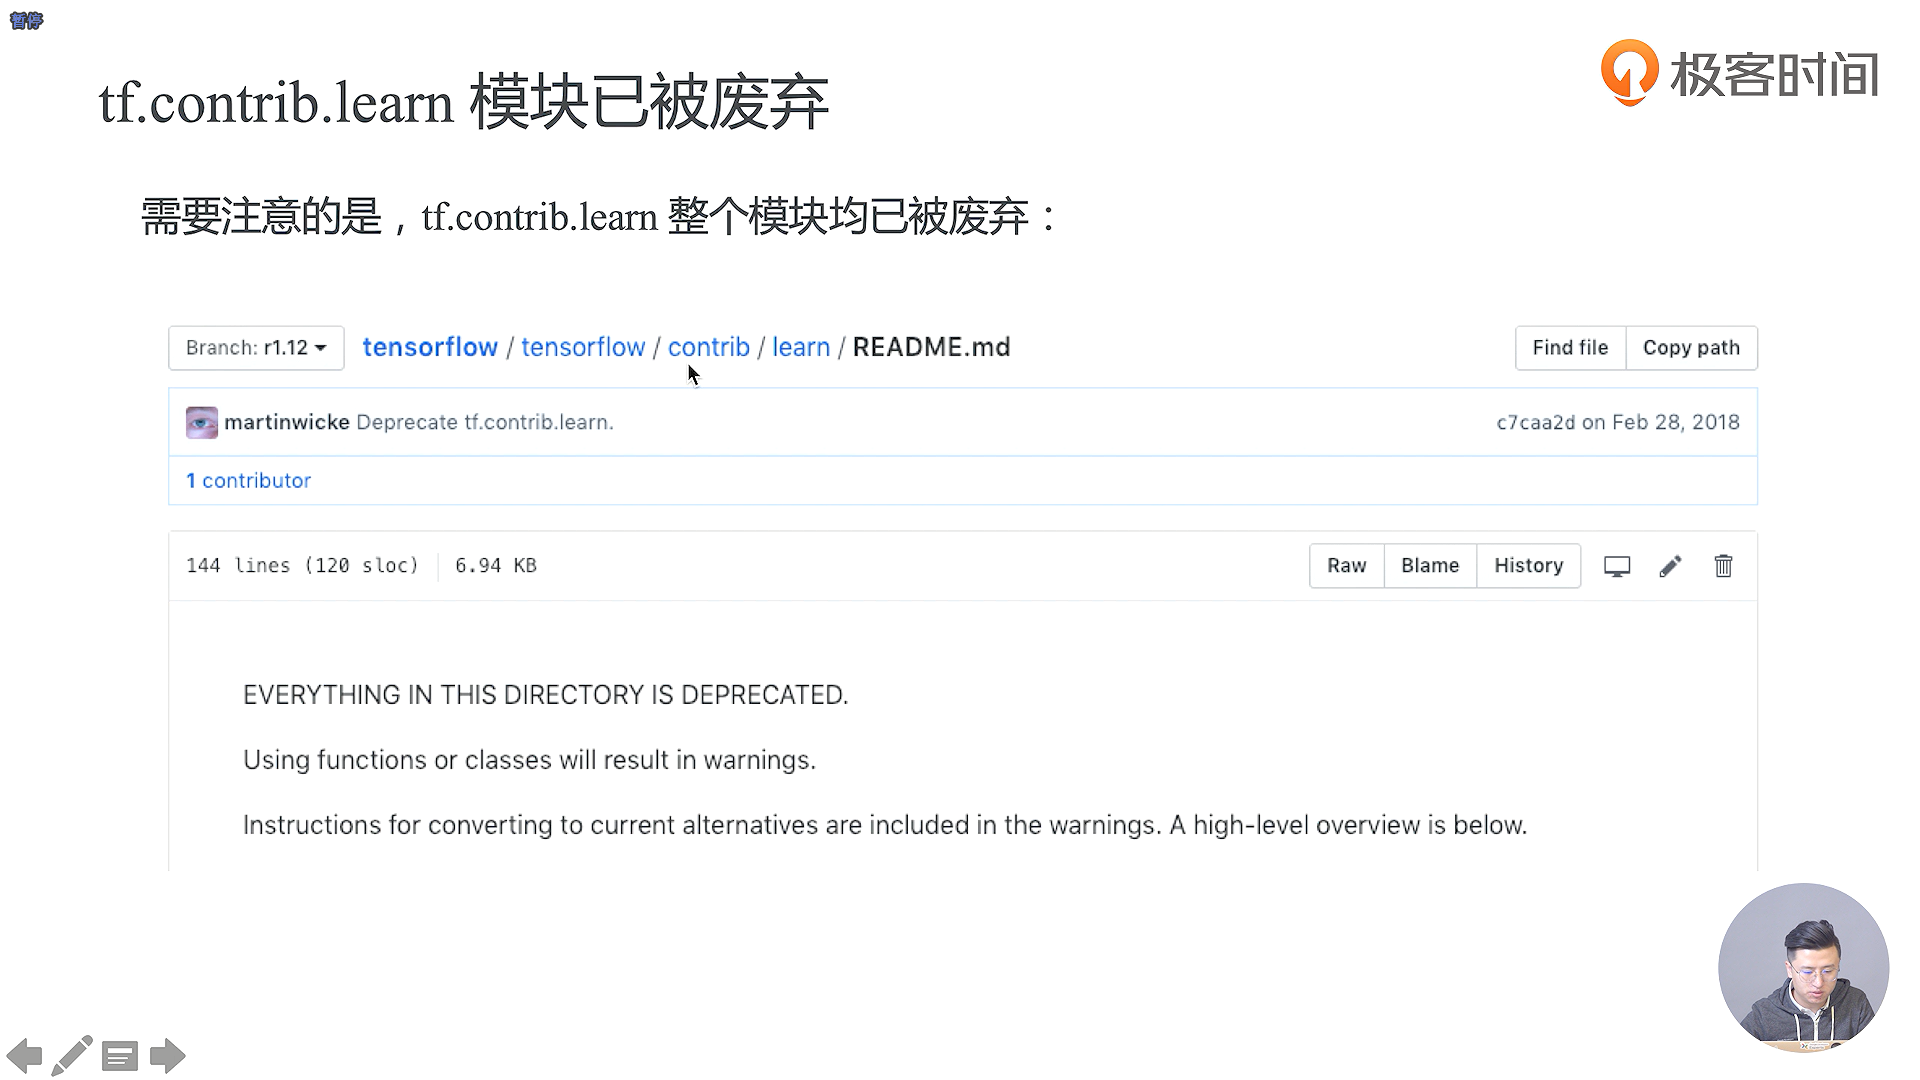 暂停
极客时间
tf.contrib.learn 模块已被废弃
需要注意的是，tf.contrib.learn 整个模块均已被废弃：
Branch: r1.12 tensorflow / tensorflow / contrib / learn / README.md Find file Copy path
martinwicke Deprecate tf.contrib.learn. c7caa2d on Feb 28, 2018
1 contributor
144 lines (120 sloc) 6.94 KB Raw Blame History
EVERYTHING IN THIS DIRECTORY IS DEPRECATED.
Using functions or classes will result in warnings.
Instructions for converting to current alternatives are included in the warnings. A high-level overview is below.